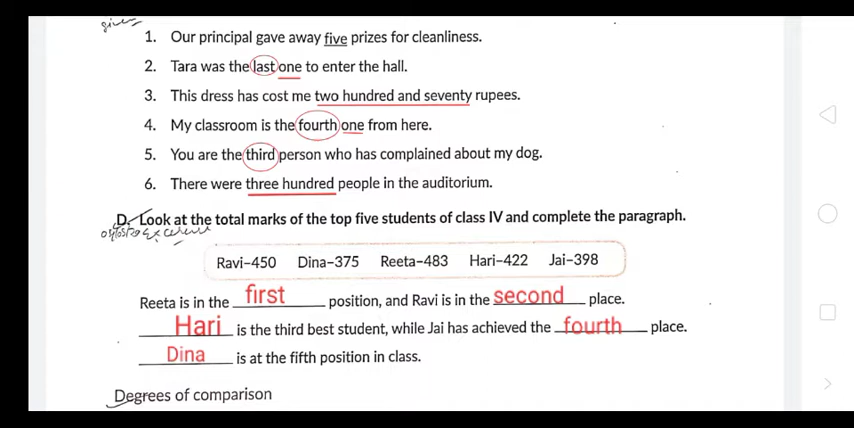 given
1. Our principal gave away five prizes for cleanliness.
2. Tara was the last one to enter the hall.
3. This dress has cost me two hundred and seventy rupees.
4. My classroom is the fourth one from here.
5. You are the third person who has complained about my dog.
6. There were three hundred people in the auditorium.
D. Look at the total marks of the top five students of class IV and complete the paragraph.
Ravi-450 Dina-375 Reeta-483 Hari-422 Jai-398
Reeta is in the first position, and Ravi is in the second place.
Hari is the third best student, while Jai has achieved the fourth place.
Dina is at the fifth position in class.
Degrees of comparison